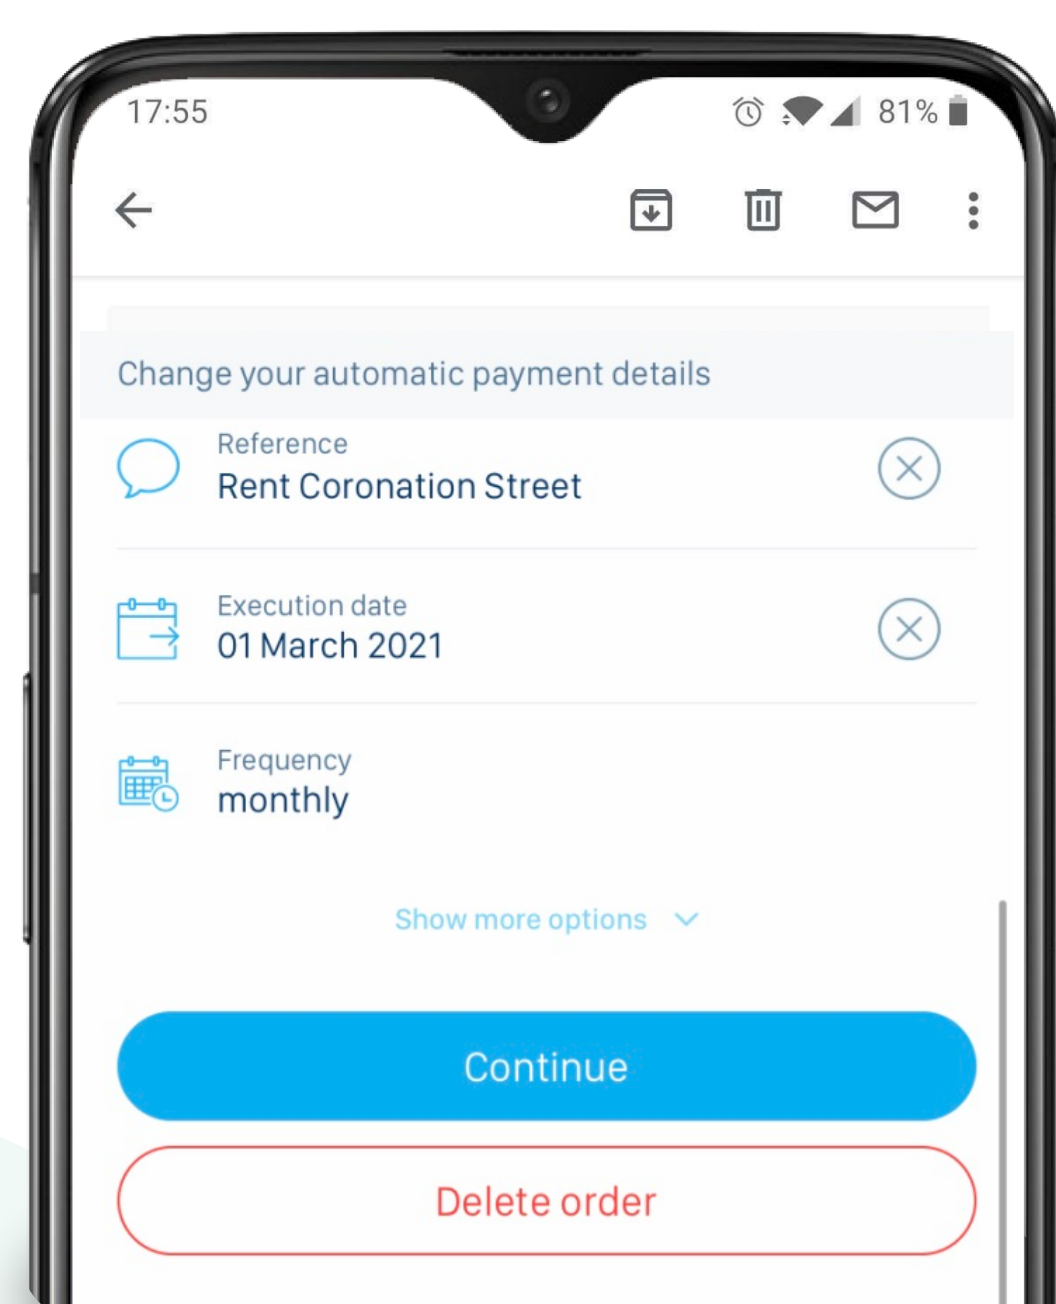 17:55
81%
Change your automatic payment details
Reference
Rent Coronation Street
Execution date
01 March 2021
Frequency
monthly
Show more options
Continue
Delete order